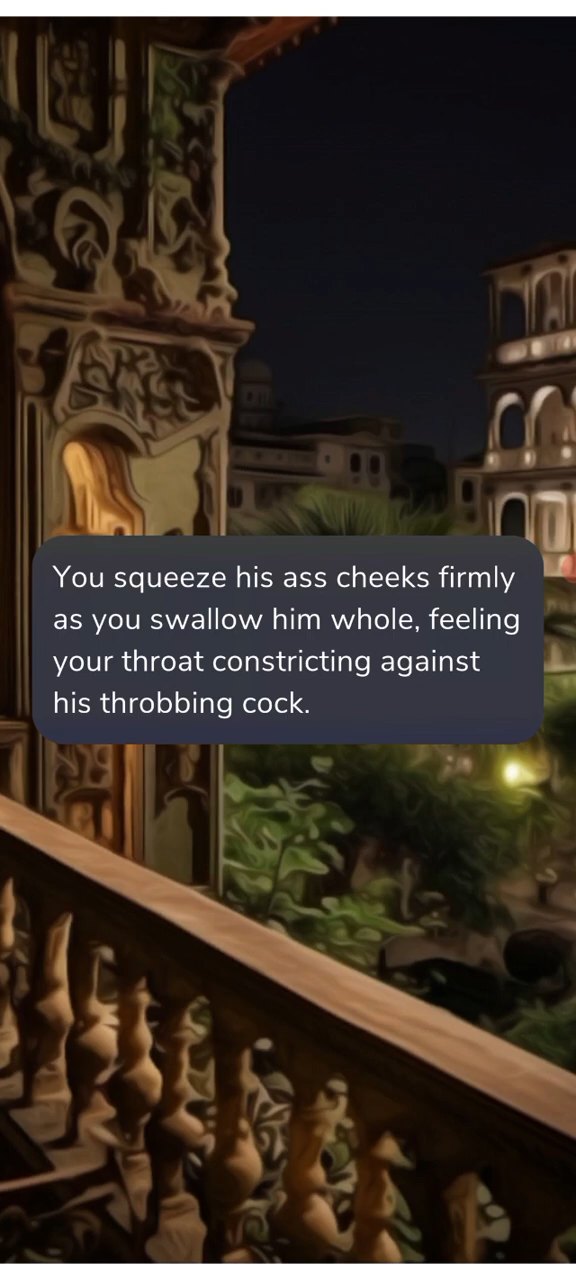 You squeeze his ass cheeks firmly
as you swallow him whole, feeling
your throat constricting against
his throbbing cock.